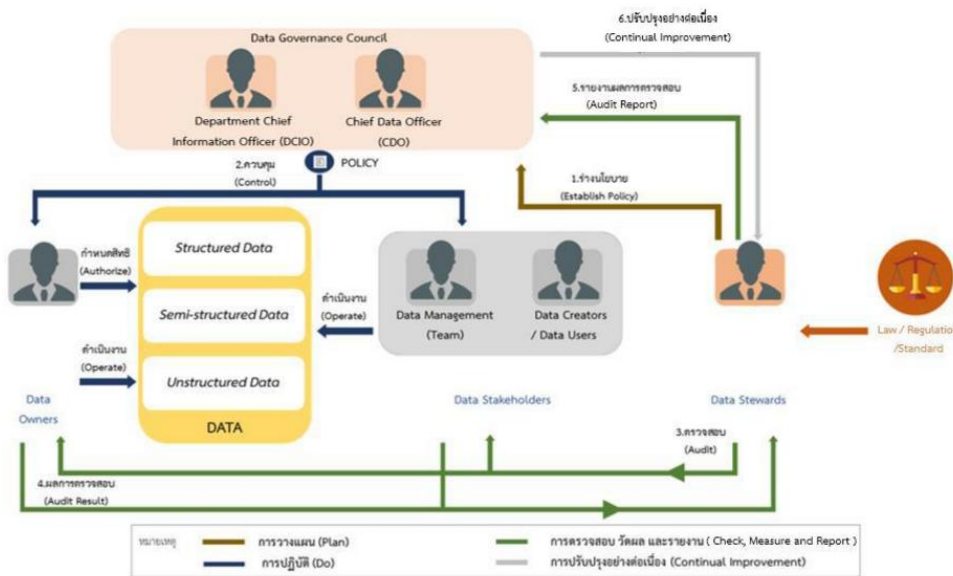 6.ปรับปรุงอย่างต่อเนื่อง
(Continual Improvement)
Data Governance Council
5.รายงานผลการตรวจสอบ
(Audit Report)
Department Chief
Information Officer (DCIO)
Chief Data Officer
(CDO)
2.ควบคุม
(Control)
POLICY
1.ร่างนโยบาย
(Establish Policy)
กำหนดสิทธิ
(Authorize)
Structured Data
Semi-structured Data
Unstructured Data
DATA
ดำเนินงาน
(Operate)
ดำเนินงาน
(Operate)
Data Management
(Team)
Data Creators
/ Data Users
Law / Regulatio
/Standard
Data
Owners
Data Stakeholders
Data Stewards
3.ตรวจสอบ
(Audit)
4.ผลการตรวจสอบ
(Audit Result)
หมายเหตุ
การวางแผน (Plan)
การปฏิบัติ (Do)
การตรวจสอบ วัดผล และรายงาน ( Check, Measure and Report )
การปรับปรุงอย่างต่อเนื่อง (Continual Improvement)